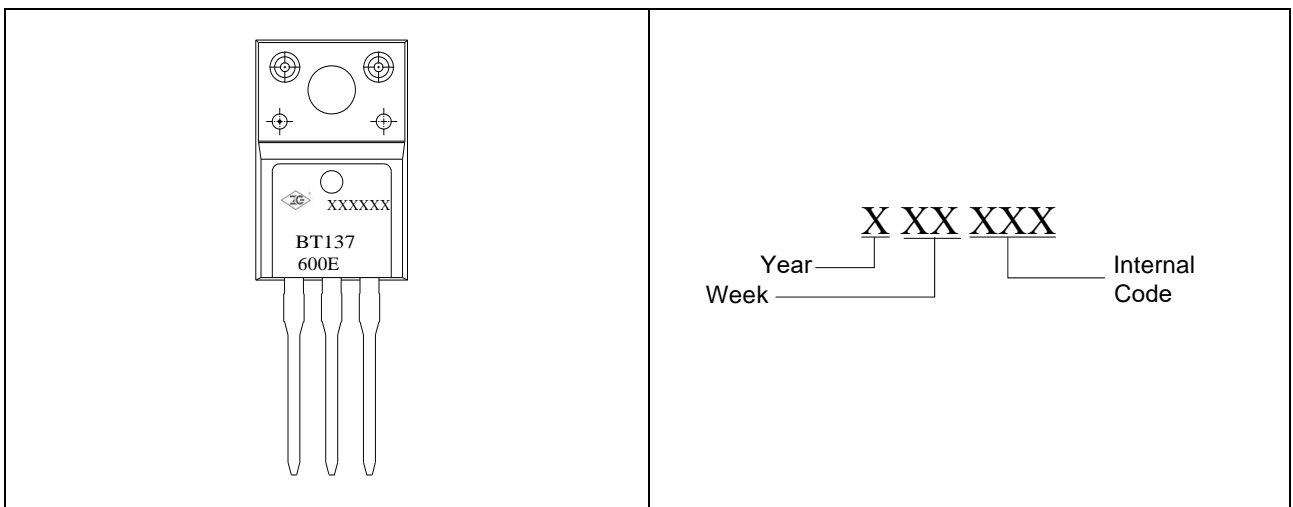 XXXXXX
BT137
600E
X XX XXX
Year
Week
Internal
Code